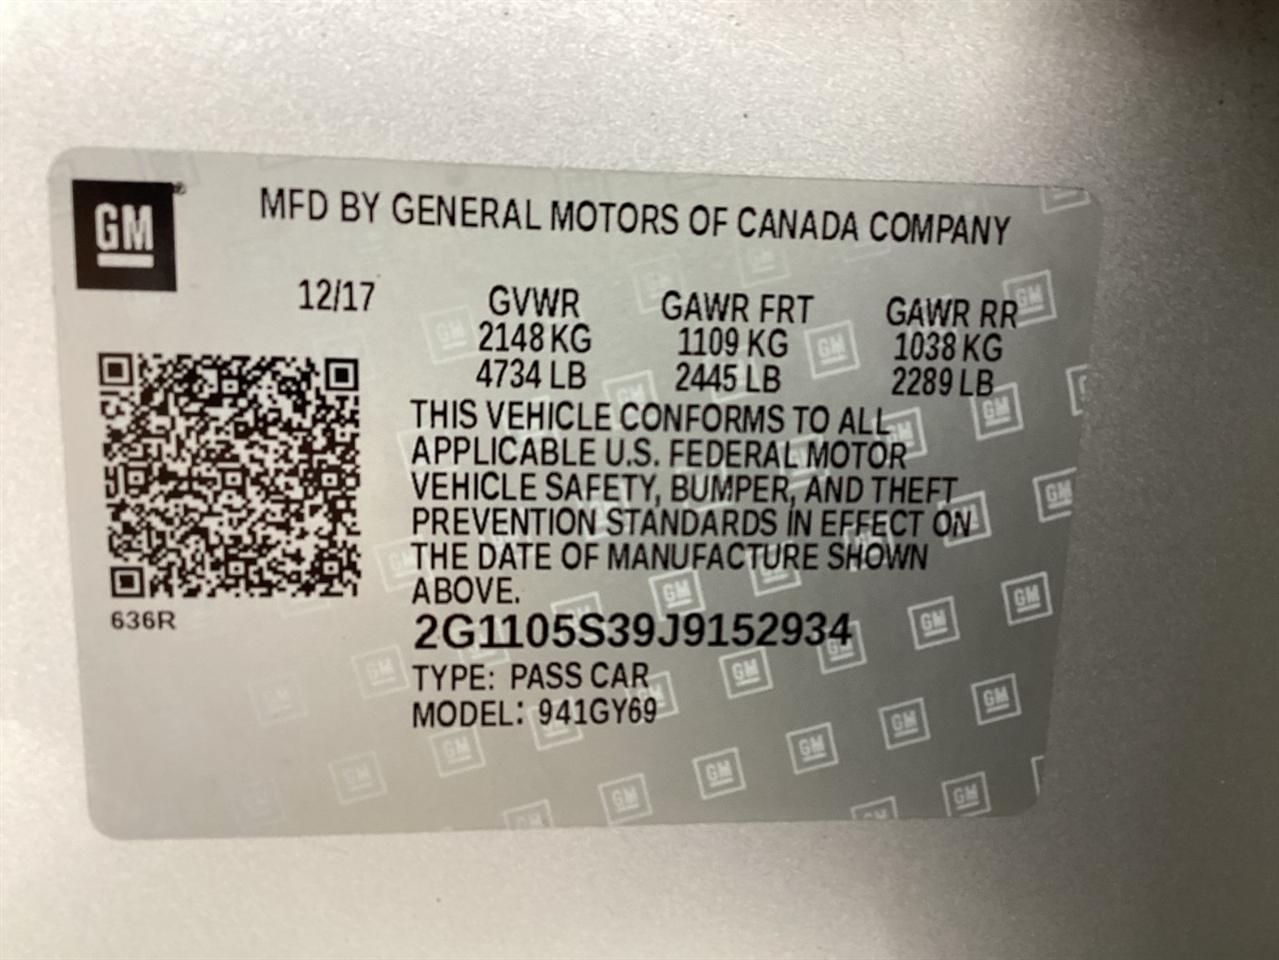 GM®
MFD BY GENERAL MOTORS OF CANADA COMPANY
12/17
GVWR GAWR FRT GAWR RR
2148 KG 1109 KG 1038 KG
4734 LB 2445 LB 2289 LB
THIS VEHICLE CONFORMS TO ALL
APPLICABLE U.S. FEDERAL MOTOR
VEHICLE SAFETY, BUMPER, AND THEFT
PREVENTION STANDARDS IN EFFECT ON
THE DATE OF MANUFACTURE SHOWN
ABOVE.
636R
2G1105S39J9152934
TYPE: PASS CAR
MODEL: 941GY69